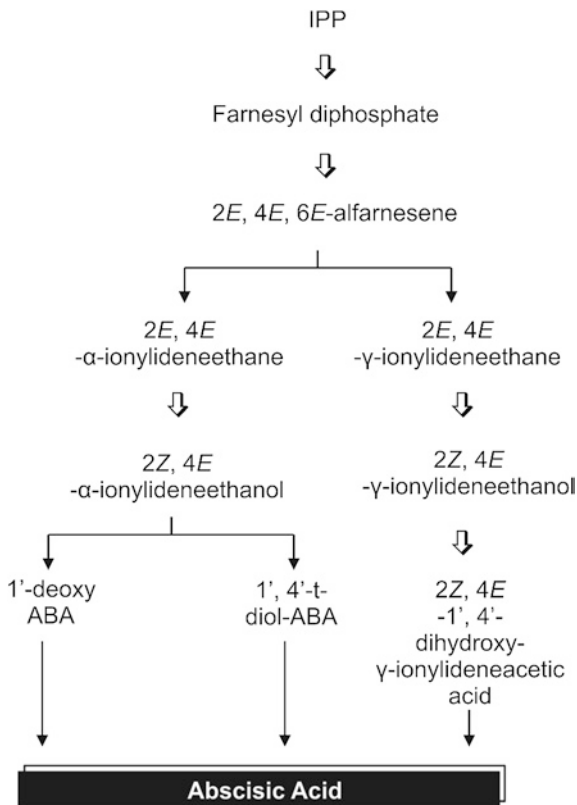 IPP
Farnesyl diphosphate
2E, 4E, 6E-alfarnesene
2E, 4E
-α-ionylideneethane
2E, 4E
-γ-ionylideneethane
2Z, 4E
-α-ionylideneethanol
2Z, 4E
-γ-ionylideneethanol
1’-deoxy
ABA
1’, 4’-t-
diol-ABA
2Z, 4E
-1’, 4’-
dihydroxy-
γ-ionylideneacetic
acid
Abscisic Acid